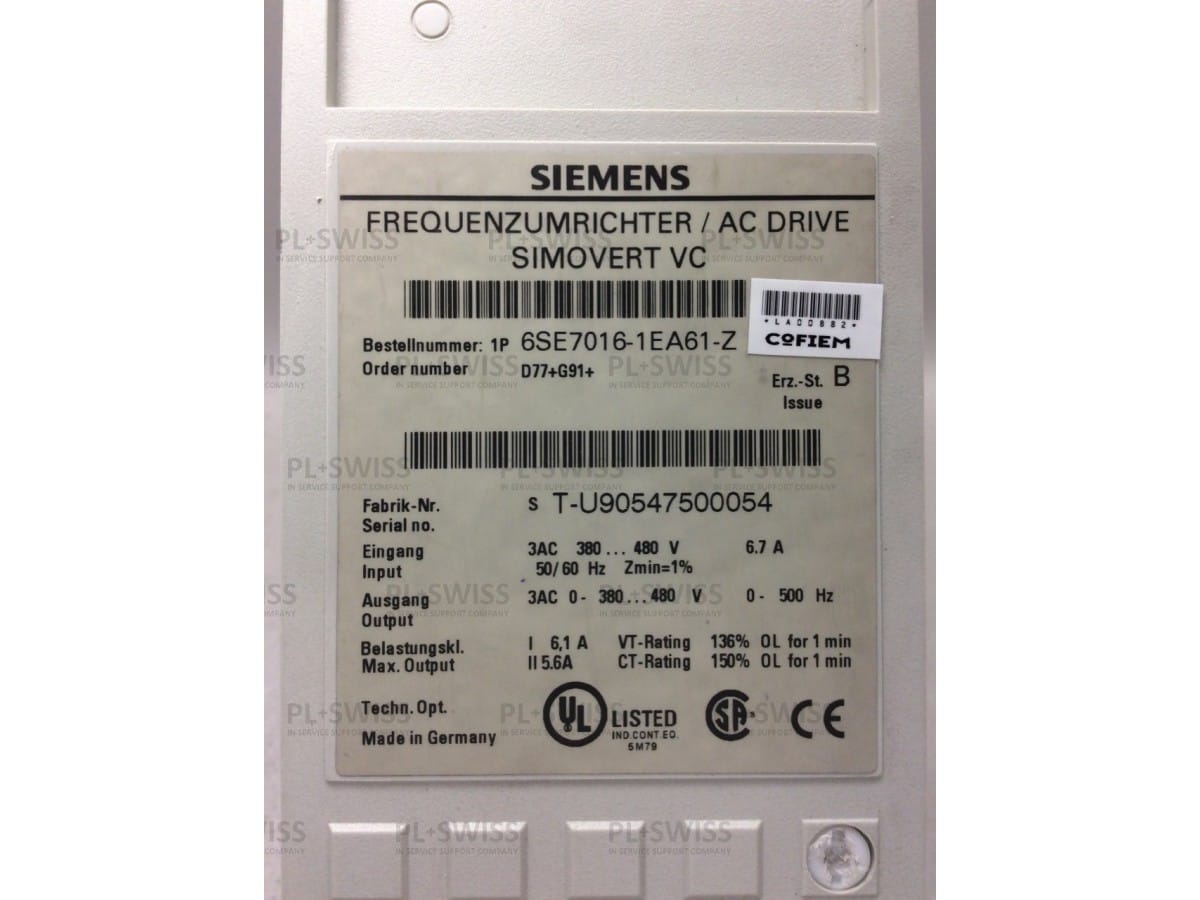 SIEMENS
FREQUENZUMRICHTER / AC DRIVE
SIMOVERT VC
*LA00882*
COFIEM
Bestellnummer: 1P 6SE7016-1EA61-Z
Order number D77+G91+
Erz.-St. B
Issue
Fabrik-Nr. S T-U90547500054
Serial no.
Eingang 3AC 380... 480 V 6.7 A
Input 50/60 Hz Zmin=1%
Ausgang 3AC 0- 380...480 V 0- 500 Hz
Output
Belastungskl. I 6,1 A VT-Rating 136% OL for 1 min
Max. Output II 5.6A CT-Rating 150% OL for 1 min
Techn. Opt.
Made in Germany
UL LISTED
IND.CONT.EQ.
5M79
SA
CE
PL+SWISS
IN SERVICE SUPPORT COMPANY